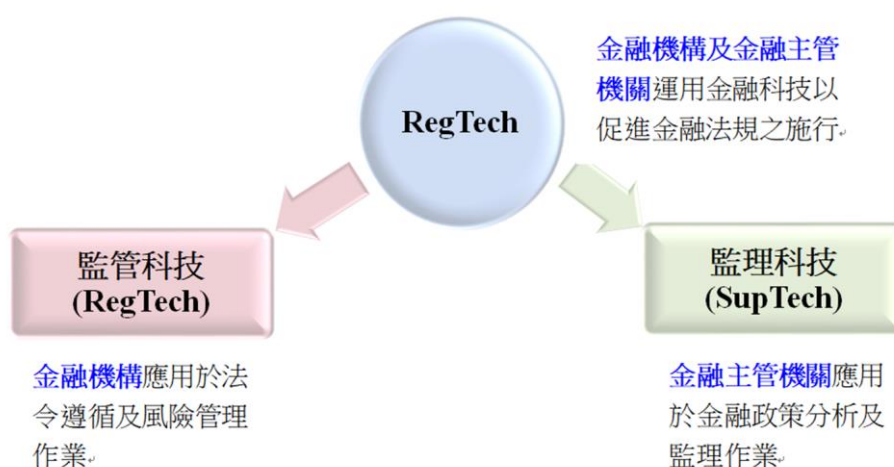 RegTech
金融機構及金融主管
機關運用金融科技以
促進金融法規之施行
監管科技
(RegTech)
金融機構應用於法
令遵循及風險管理
作業
監理科技
(SupTech)
金融主管機關應用
於金融政策分析及
監理作業